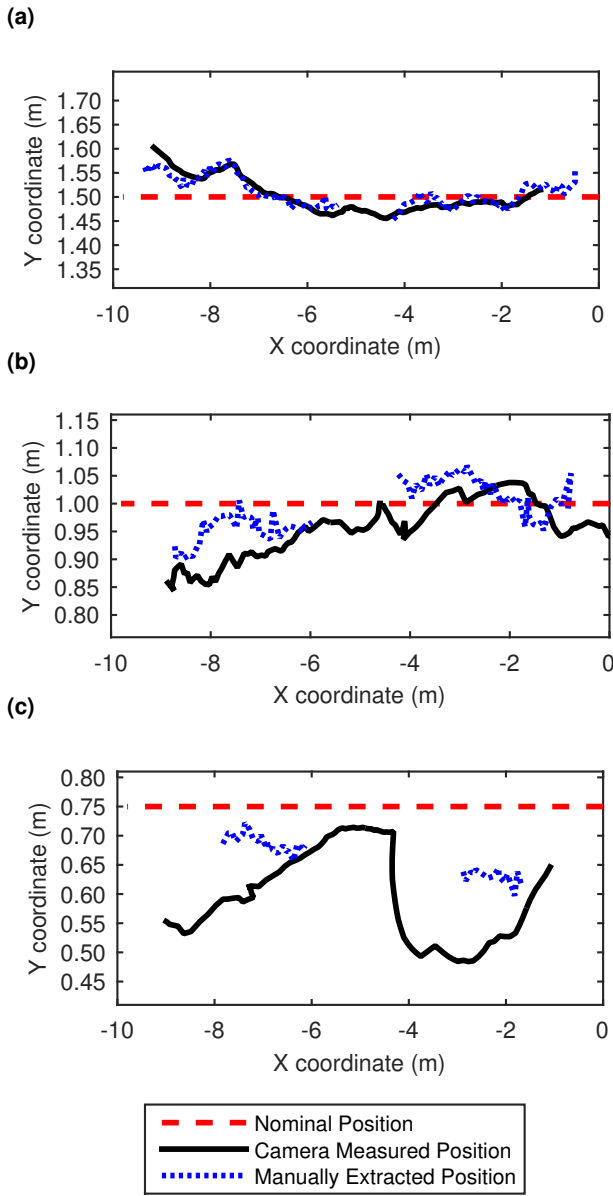 (a)
Y coordinate (m)
1.70
1.65
1.60
1.55
1.50
1.45
1.40
1.35
-10 -8 -6 -4 -2 0
X coordinate (m)
(b)
Y coordinate (m)
1.15
1.10
1.05
1.00
0.95
0.90
0.85
0.80
-10 -8 -6 -4 -2 0
X coordinate (m)
(c)
Y coordinate (m)
0.80
0.75
0.70
0.65
0.60
0.55
0.50
0.45
-10 -8 -6 -4 -2 0
X coordinate (m)
Nominal Position
Camera Measured Position
Manually Extracted Position